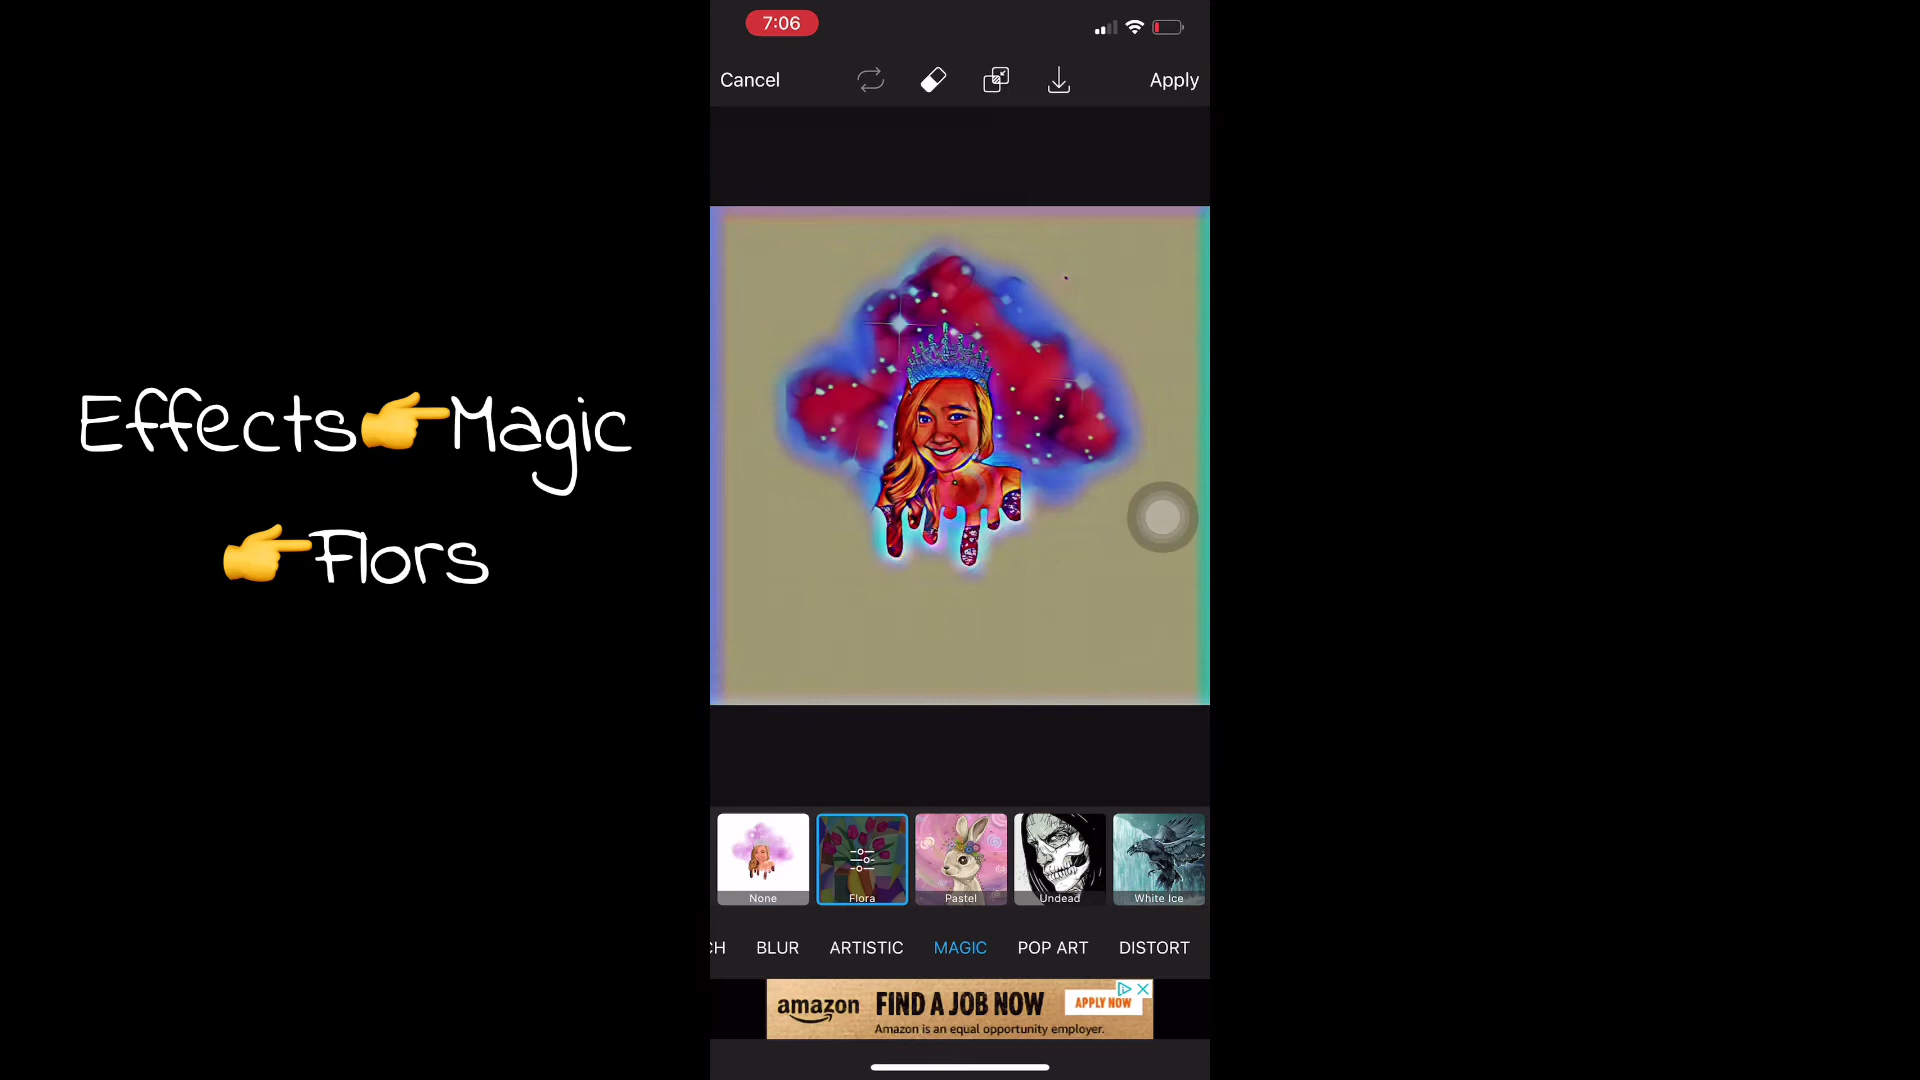 7:06
Cancel
Apply
Effects👉Magic
👉Flors
None
Flora
Pastel
Undead
White Ice
CH
BLUR
ARTISTIC
MAGIC
POP ART
DISTORT
amazon
FIND A JOB NOW
APPLY NOW
Amazon is an equal opportunity employer.